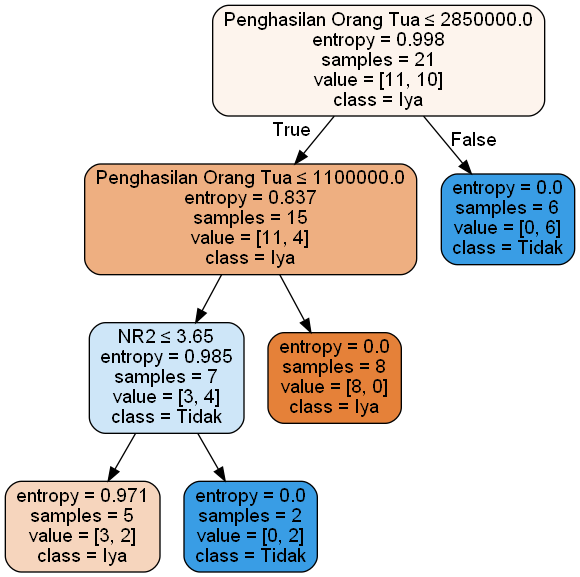 Penghasilan Orang Tua ≤ 2850000.0
entropy = 0.998
samples = 21
value = [11, 10]
class = Iya
True
False
Penghasilan Orang Tua ≤ 1100000.0
entropy = 0.837
samples = 15
value = [11, 4]
class = Iya
entropy = 0.0
samples = 6
value = [0, 6]
class = Tidak
NR2 ≤ 3.65
entropy = 0.985
samples = 7
value = [3, 4]
class = Tidak
entropy = 0.0
samples = 8
value = [8, 0]
class = Iya
entropy = 0.971
samples = 5
value = [3, 2]
class = Iya
entropy = 0.0
samples = 2
value = [0, 2]
class = Tidak